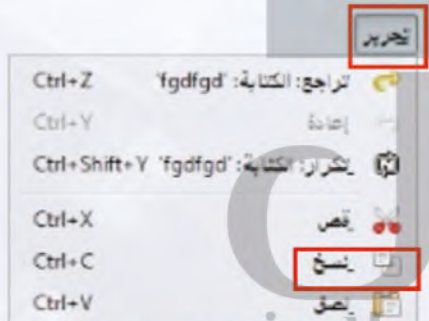 تحرير
تراجع: الكتابة: 'fgdfgd' Ctrl+Z
إعادة Ctrl+Y
تكرار: الكتابة: 'fgdfgd' Ctrl+Shift+Y
قص Ctrl+X
نسخ Ctrl+C
لصق Ctrl+V